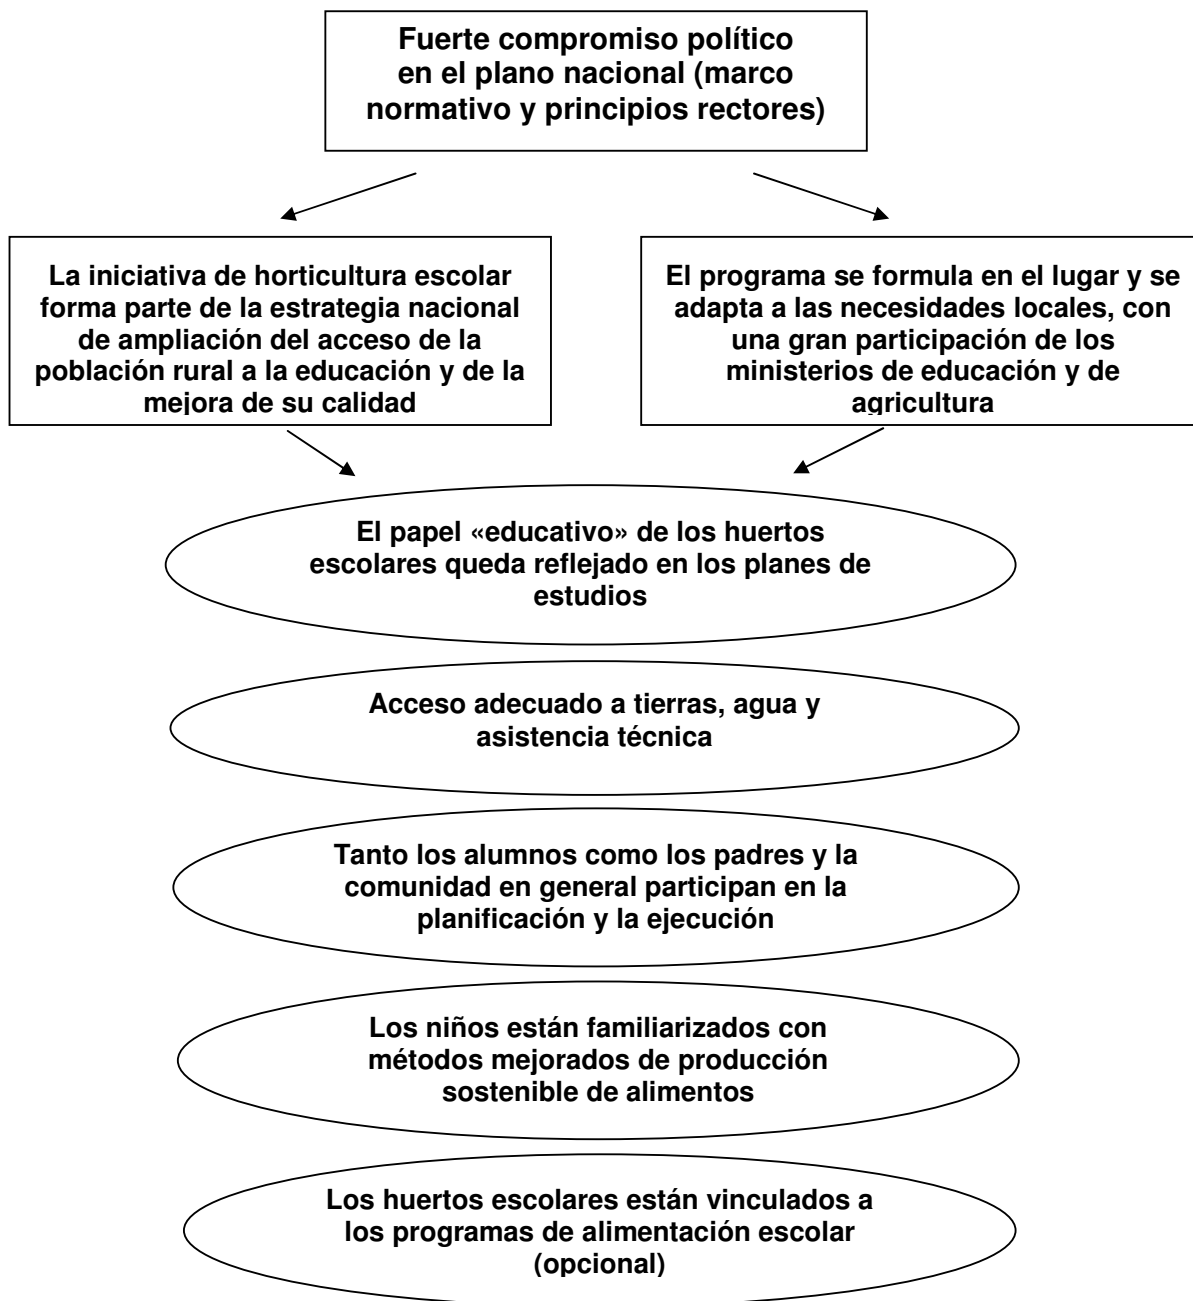 Fuerte compromiso político
en el plano nacional (marco
normativo y principios rectores)
La iniciativa de horticultura escolar
forma parte de la estrategia nacional
de ampliación del acceso de la
población rural a la educación y de la
mejora de su calidad
El programa se formula en el lugar y se
adapta a las necesidades locales, con
una gran participación de los
ministerios de educación y de
agricultura
El papel «educativo» de los huertos
escolares queda reflejado en los planes de
estudios
Acceso adecuado a tierras, agua y
asistencia técnica
Tanto los alumnos como los padres y la
comunidad en general participan en la
planificación y la ejecución
Los niños están familiarizados con
métodos mejorados de producción
sostenible de alimentos
Los huertos escolares están vinculados a
los programas de alimentación escolar
(opcional)